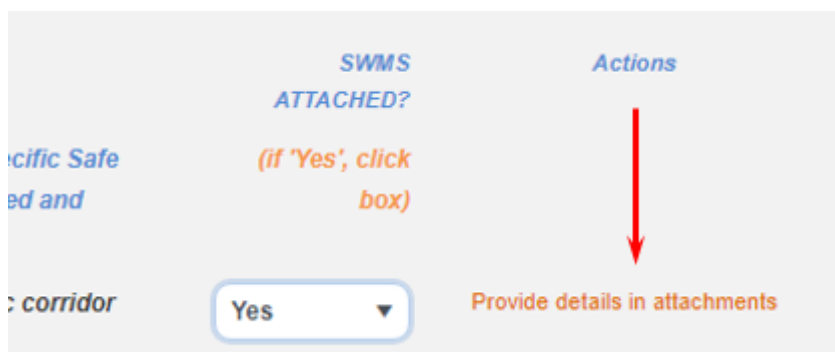 SWMS
Actions
ATTACHED?
ecific Safe
(if 'Yes', click
ed and
box)
c corridor
Yes
Provide details in attachments